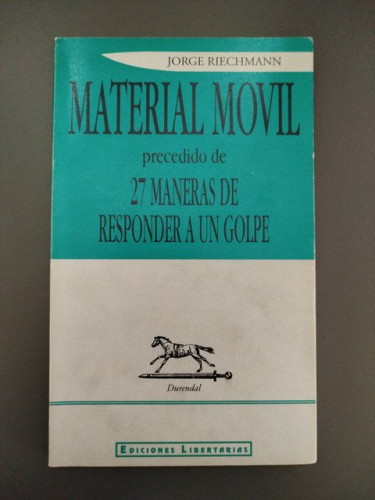 JORGE RIECHMANN
MATERIAL MOVIL
precedido de
27 MANERAS DE
RESPONDER A UN GOLPE
Durendal
EDICIONES LIBERTARIAS